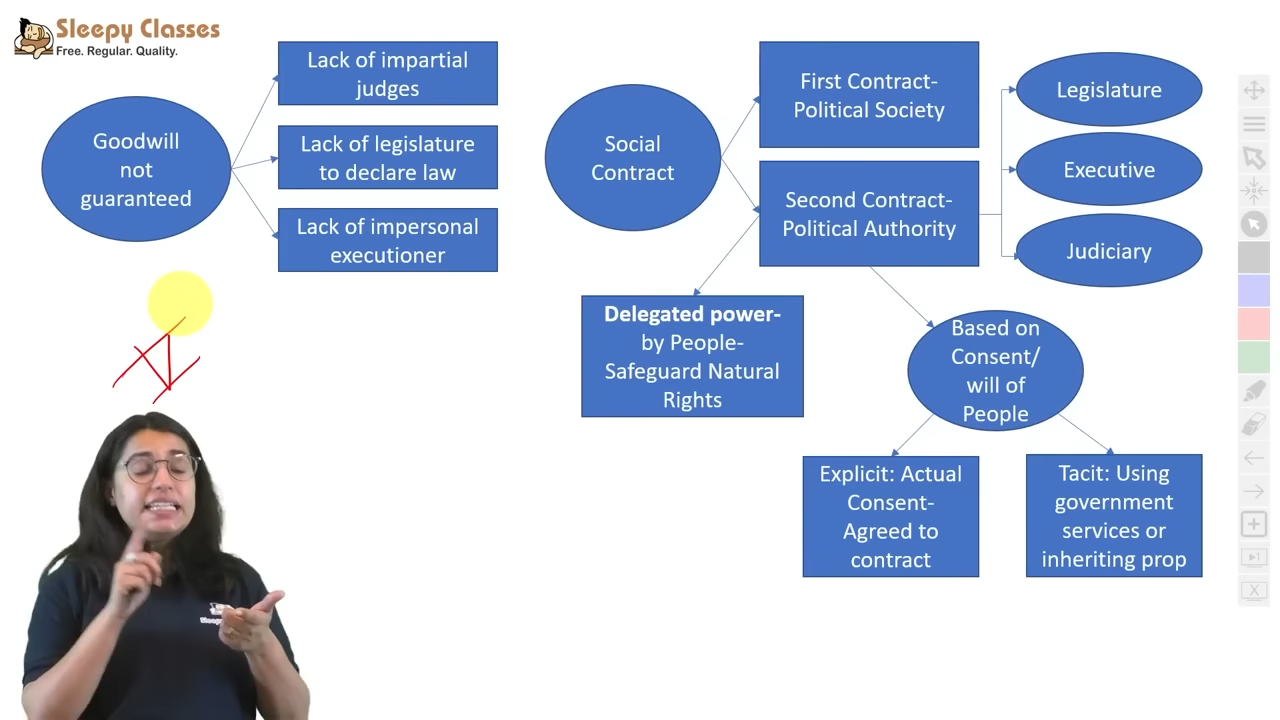 Sleepy Classes
Free. Regular. Quality.
Goodwill
not
guaranteed
Lack of impartial
judges
Lack of legislature
to declare law
Lack of impersonal
executioner
Social
Contract
First Contract-
Political Society
Second Contract-
Political Authority
Legislature
Executive
Judiciary
Delegated power-
by People-
Safeguard Natural
Rights
Based on
Consent/
will of
People
Explicit: Actual
Consent-
Agreed to
contract
Tacit: Using
government
services or
inheriting prop